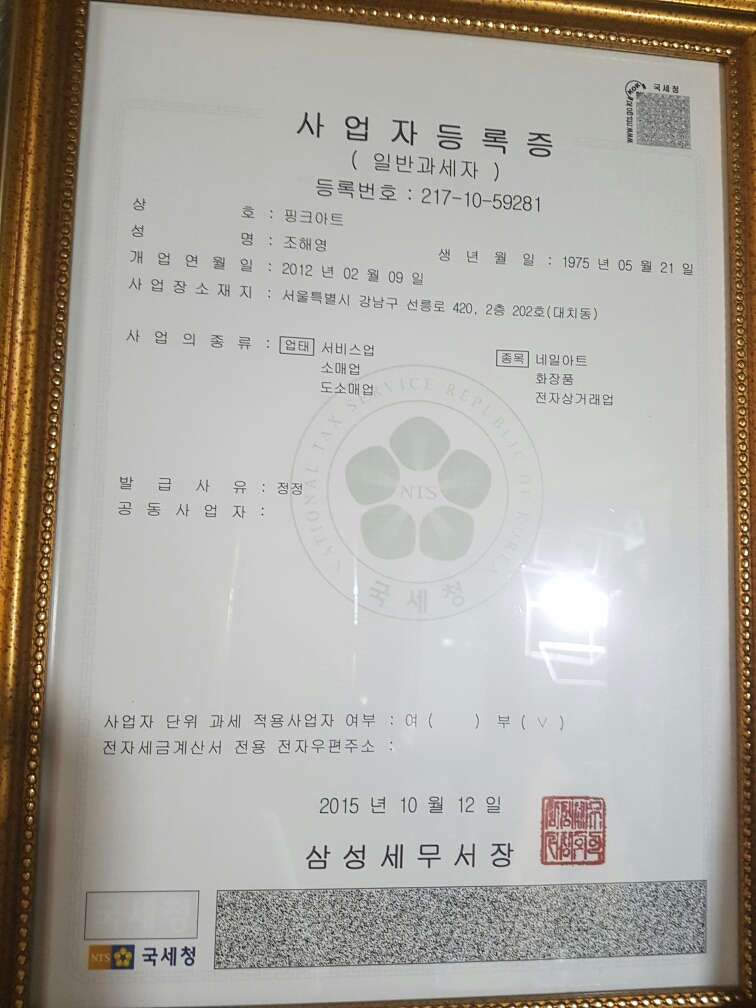 국세청
www.nts.go.kr
사업자등록증
( 일반과세자 )
등록번호 : 217-10-59281
상 호 : 핑크아트
성 명 : 조해영 생 년 월 일 : 1975 년 05 월 21 일
개 업 연 월 일 : 2012 년 02 월 09 일
사 업 장 소 재 지 : 서울특별시 강남구 선릉로 420, 2층 202호(대치동)
사 업 의 종 류 : 업태 서비스업 종목 네일아트
소매업 화장품
도소매업 전자상거래업
NATIONAL TAX SERVICE REPUBLIC OF KOREA
NTS
국세청
발 급 사 유 : 정정
공 동 사 업 자 :
사업자 단위 과세 적용사업자 여부 : 여 ( ) 부 ( ∨ )
전자세금계산서 전용 전자우편주소 :
2015 년 10 월 12 일
삼성세무서장
국세청
NTS 국세청